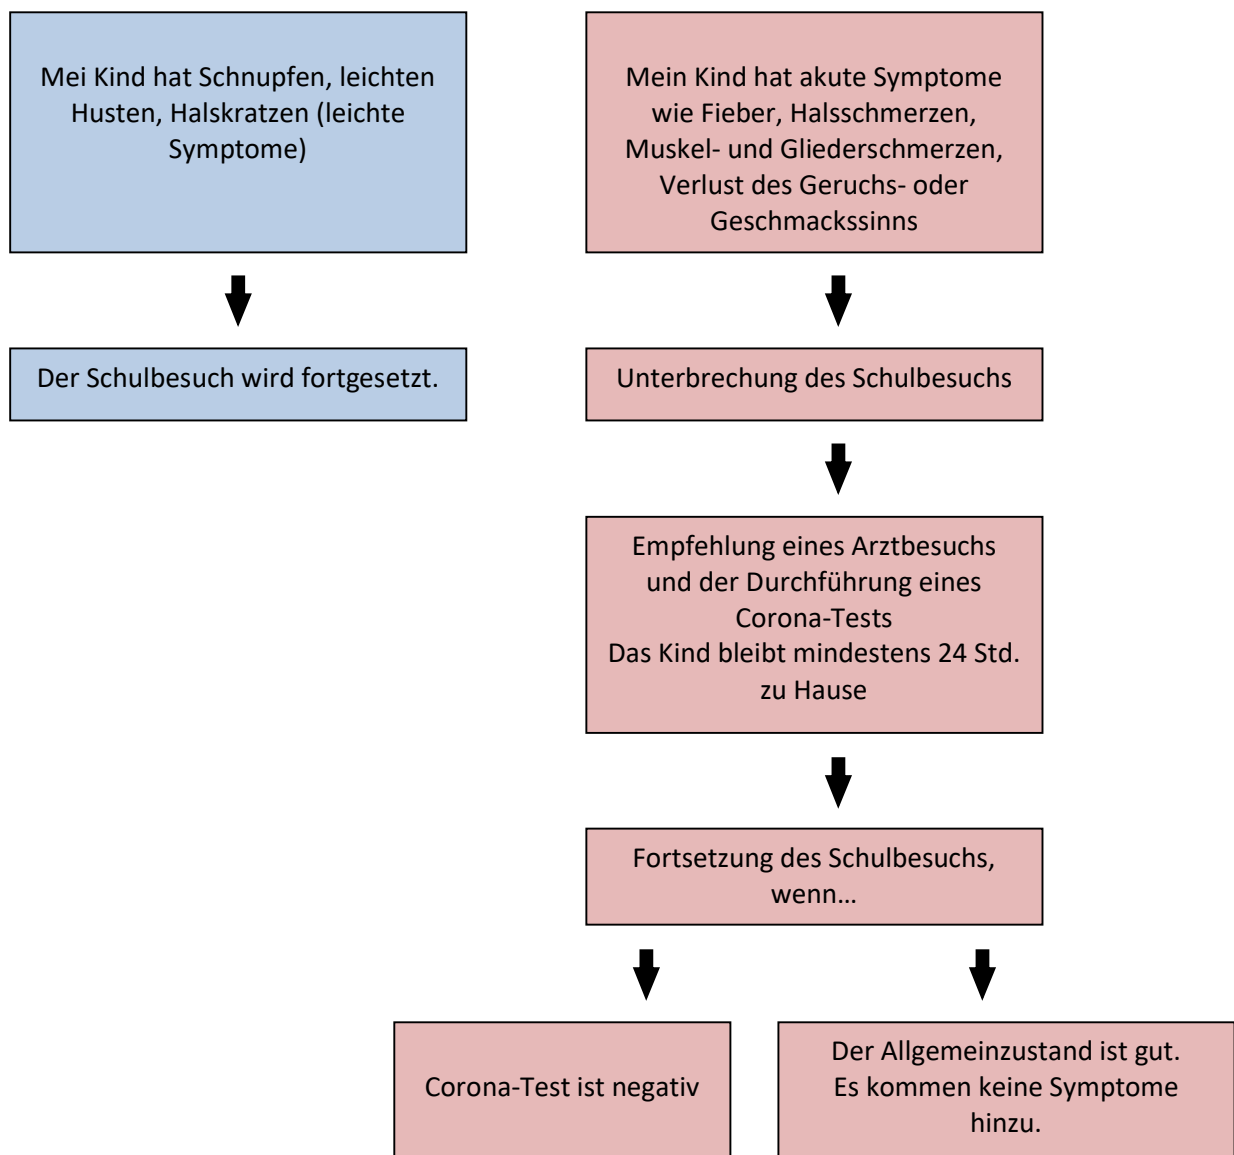 Mei Kind hat Schnupfen, leichten
Husten, Halskratzen (leichte
Symptome)
Der Schulbesuch wird fortgesetzt.
Mein Kind hat akute Symptome
wie Fieber, Halsschmerzen,
Muskel- und Gliederschmerzen,
Verlust des Geruchs- oder
Geschmackssinns
Unterbrechung des Schulbesuchs
Empfehlung eines Arztbesuchs
und der Durchführung eines
Corona-Tests
Das Kind bleibt mindestens 24 Std.
zu Hause
Fortsetzung des Schulbesuchs,
wenn…
Corona-Test ist negativ
Der Allgemeinzustand ist gut.
Es kommen keine Symptome
hinzu.